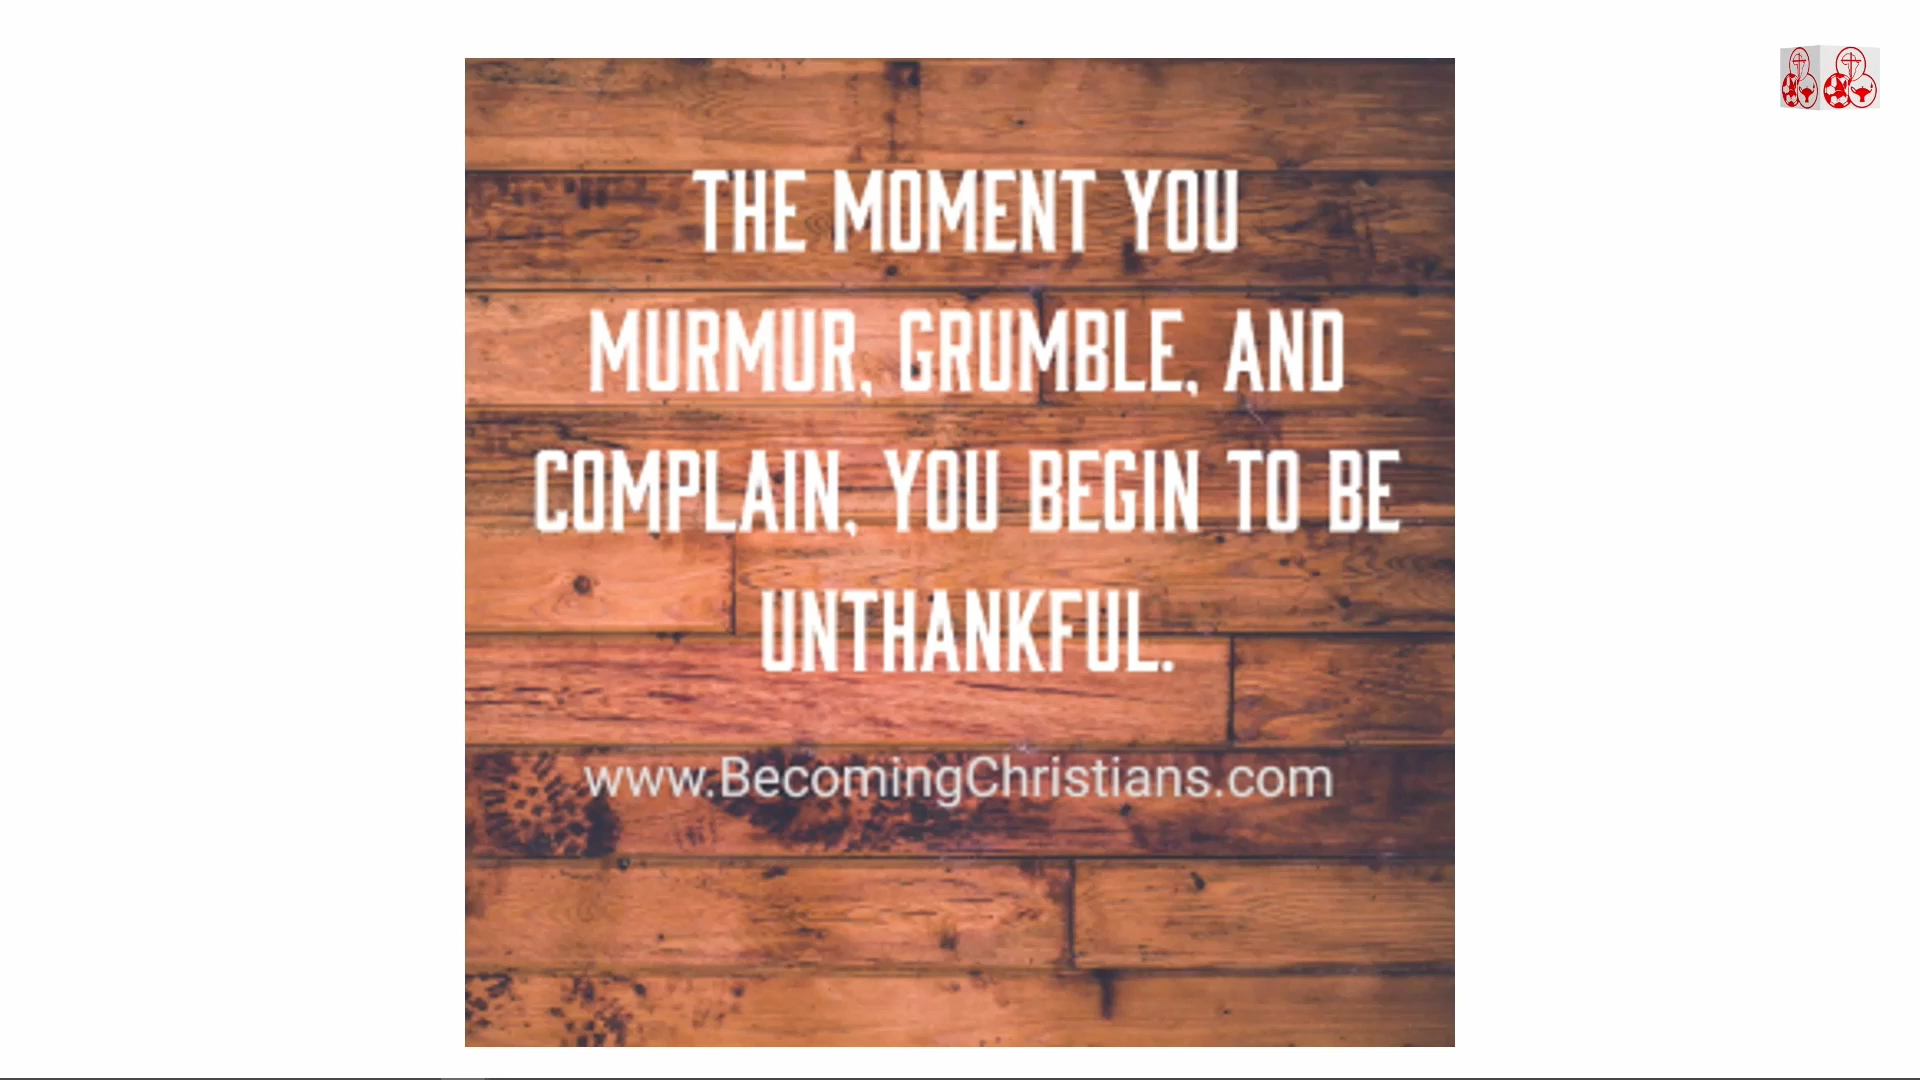 THE MOMENT YOU
MURMUR, GRUMBLE, AND
COMPLAIN, YOU BEGIN TO BE
UNTHANKFUL.
www.BecomingChristians.com